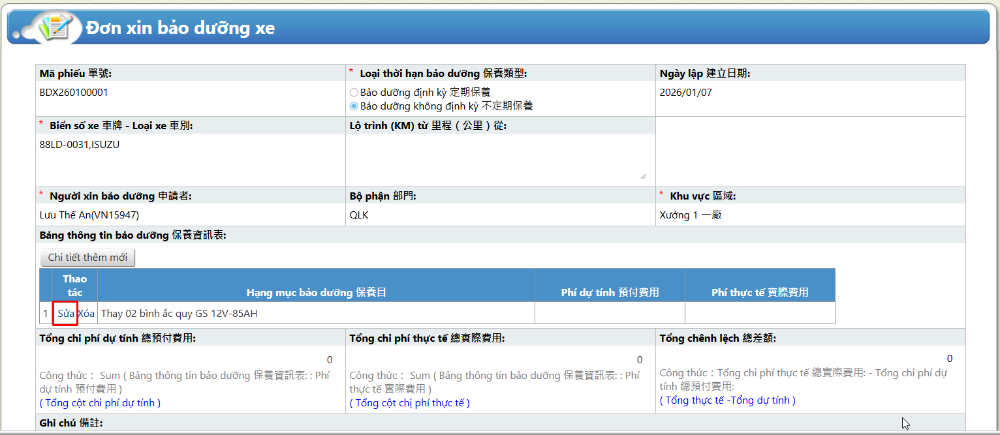 Đơn xin bảo dưỡng xe
Mã phiếu 單號:
* Loại thời hạn bảo dưỡng 保養類型:
Ngày lập 建立日期:
BDX260100001
Bảo dưỡng định kỳ 定期保養
Bảo dưỡng không định kỳ 不定期保養
2026/01/07
* Biển số xe 車牌 - Loại xe 車別:
Lộ trình (KM) từ 里程 ( 公里 ) 從:
88LD-0031,ISUZU
* Người xin bảo dưỡng 申請者:
Bộ phận 部門:
* Khu vực 區域:
Lưu Thế An(VN15947)
QLK
Xưởng 1 一廠
Bảng thông tin bảo dưỡng 保養資訊表:
Chi tiết thêm mới
Thao
tác
Hạng mục bảo dưỡng 保養目
Phí dự tính 預付費用
Phí thực tế 實際費用
1 Sửa Xóa Thay 02 bình ắc quy GS 12V-85AH
Tổng chi phí dự tính 總預付費用:
Tổng chi phí thực tế 總實際費用:
Tổng chênh lệch 總差額:
0
0
0
Công thức : Sum ( Bảng thông tin bảo dưỡng 保養資訊表: : Phí
dự tính 預付費用 )
( Tổng cột chi phí dự tính )
Công thức : Sum ( Bảng thông tin bảo dưỡng 保養資訊表: : Phí
thực tế 實際費用 )
( Tổng cột chị phí thực tế )
Công thức : Tổng chi phí thực tế 總實際費用: - Tổng chi phí dự
tính 總預付費用:
( Tổng thực tế -Tổng dự tính )
Ghi chú 備註: